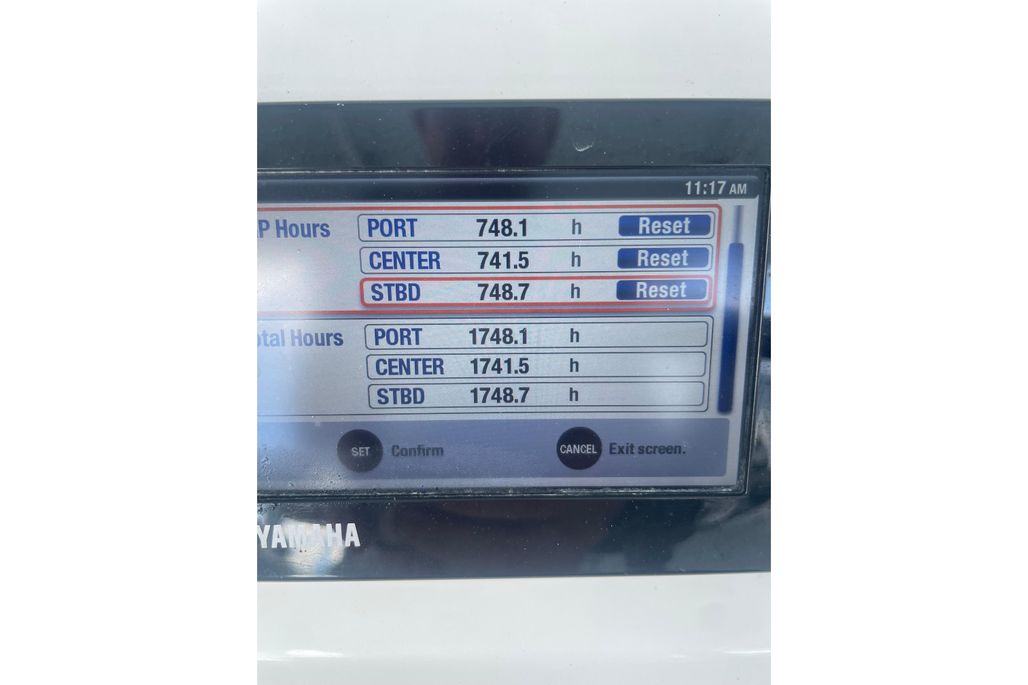 11:17 AM
P Hours PORT 748.1 h Reset
CENTER 741.5 h Reset
STBD 748.7 h Reset
tal Hours PORT 1748.1 h
CENTER 1741.5 h
STBD 1748.7 h
SET Confirm CANCEL Exit screen.
YAMAHA